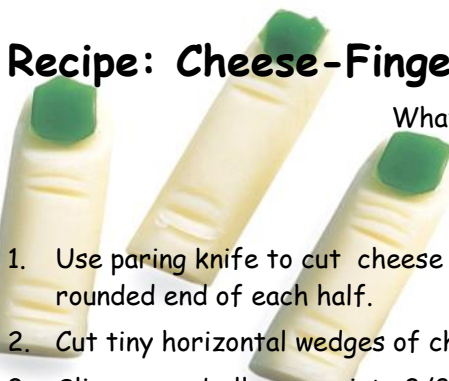 Recipe: Cheese-Finge
Wha
1. Use paring knife to cut cheese
rounded end of each half.
2. Cut tiny horizontal wedges of ch